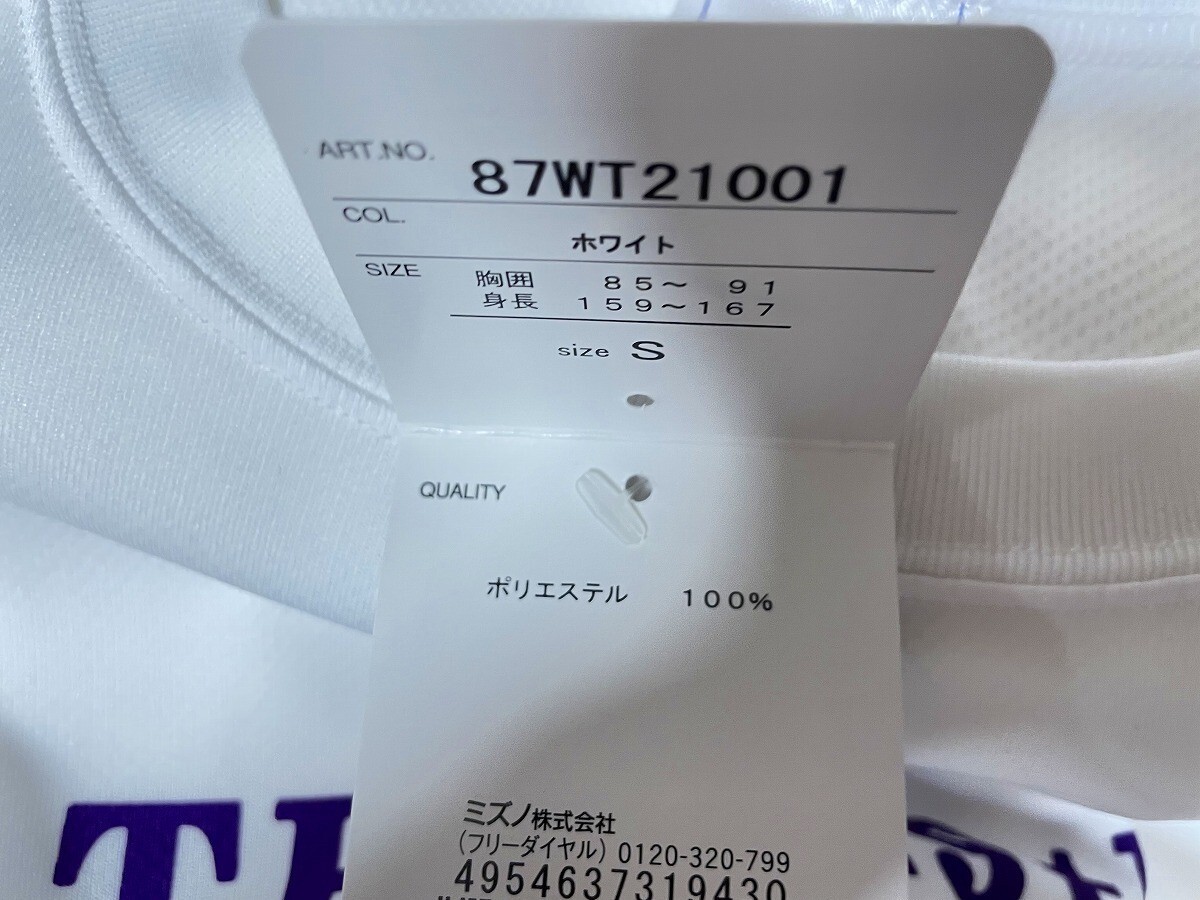 ART.NO. 87WT21001
COL.
ホワイト
SIZE 胸囲 85～ 91
身長 159～167
size S
QUALITY
ポリエステル 100%
ミズノ株式会社
(フリーダイヤル) 0120-320-799
4954637319430